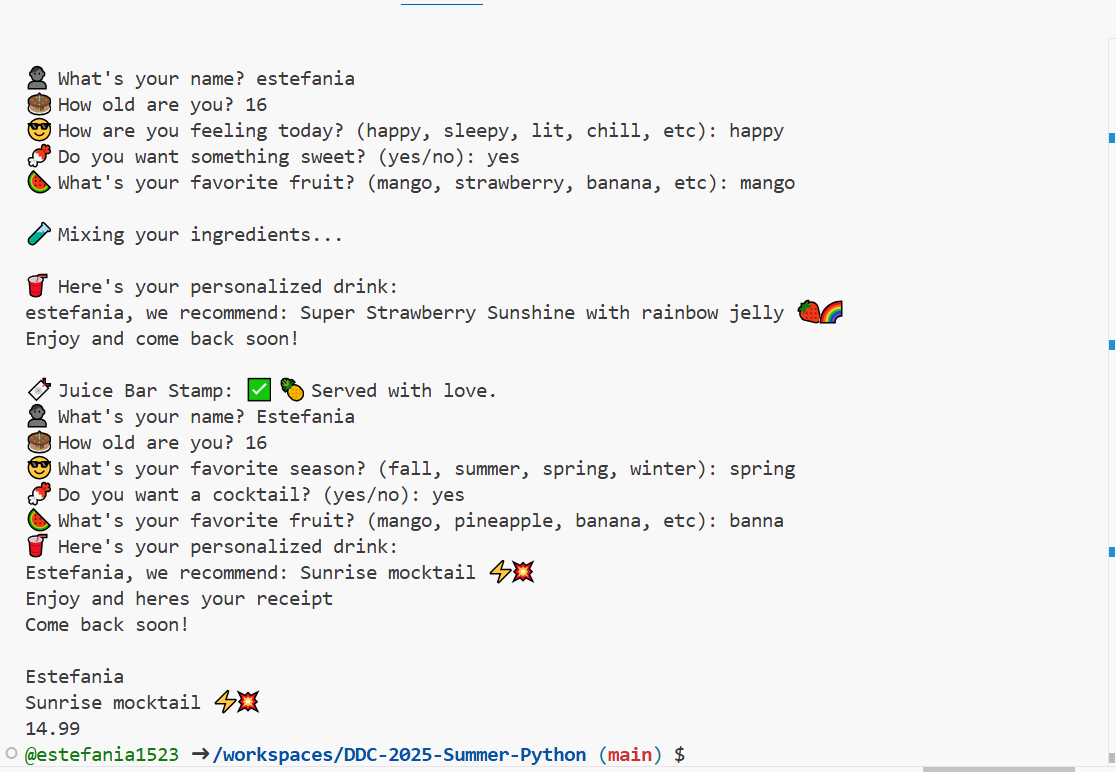 👤 What's your name? estefania
🎂 How old are you? 16
😎 How are you feeling today? (happy, sleepy, lit, chill, etc): happy
🍖 Do you want something sweet? (yes/no): yes
🍉 What's your favorite fruit? (mango, strawberry, banana, etc): mango
🧪 Mixing your ingredients...
🥤 Here's your personalized drink:
estefania, we recommend: Super Strawberry Sunshine with rainbow jelly 🍓🌈
Enjoy and come back soon!
Juice Bar Stamp: ✅ 🍍 Served with love.
👤 What's your name? Estefania
🎂 How old are you? 16
😎 What's your favorite season? (fall, summer, spring, winter): spring
🍖 Do you want a cocktail? (yes/no): yes
🍉 What's your favorite fruit? (mango, pineapple, banana, etc): banna
🥤 Here's your personalized drink:
Estefania, we recommend: Sunrise mocktail ⚡💥
Enjoy and heres your receipt
Come back soon!
Estefania
Sunrise mocktail ⚡💥
14.99
@estefania1523 ➜ /workspaces/DDC-2025-Summer-Python (main) $